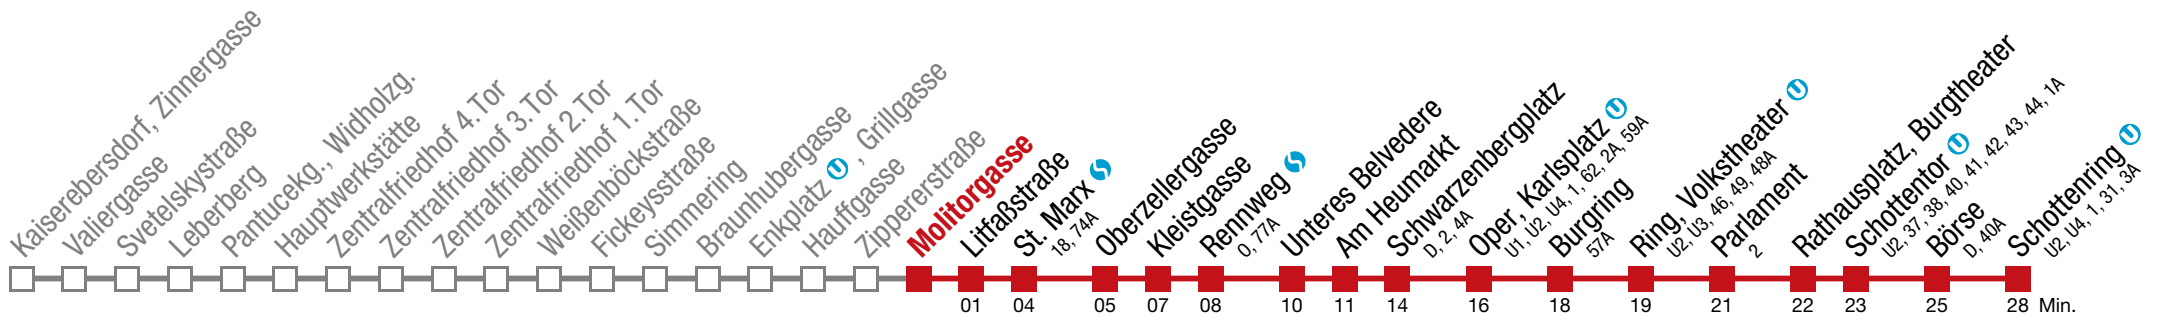 Kaiserebersdorf, Zinnergasse
Valiergasse
Svetelskystraße
Leberberg
Pantucekg., Widholzg.
Hauptwerkstätte
Zentralfriedhof 4.Tor
Zentralfriedhof 3.Tor
Zentralfriedhof 2.Tor
Zentralfriedhof 1.Tor
Weißenböckstraße
Fickeysstraße
Simmering
Braunhubergasse
Enkplatz U , Grillgasse
Hauffgasse
Zippererstraße
Molitorgasse
Litfaßstraße
St. Marx S
18, 74A
Oberzellergasse
Kleistgasse
Rennweg S
O, 77A
Unteres Belvedere
Am Heumarkt
Schwarzenbergplatz
D, 2, 4A
Oper, Karlsplatz U
U1, U2, U4, 1, 62, 2A, 59A
Burgring
57A
Ring, Volkstheater U
U2, U3, 46, 49, 48A
Parlament
2
Rathausplatz, Burgtheater
Schottentor U
U2, 37, 38, 40, 41, 42, 43, 44, 1A
Börse
D, 40A
Schottenring U
U2, U4, 1, 31, 3A
01 04 05 07 08 10 11 14 16 18 19 21 22 23 25 28 Min.